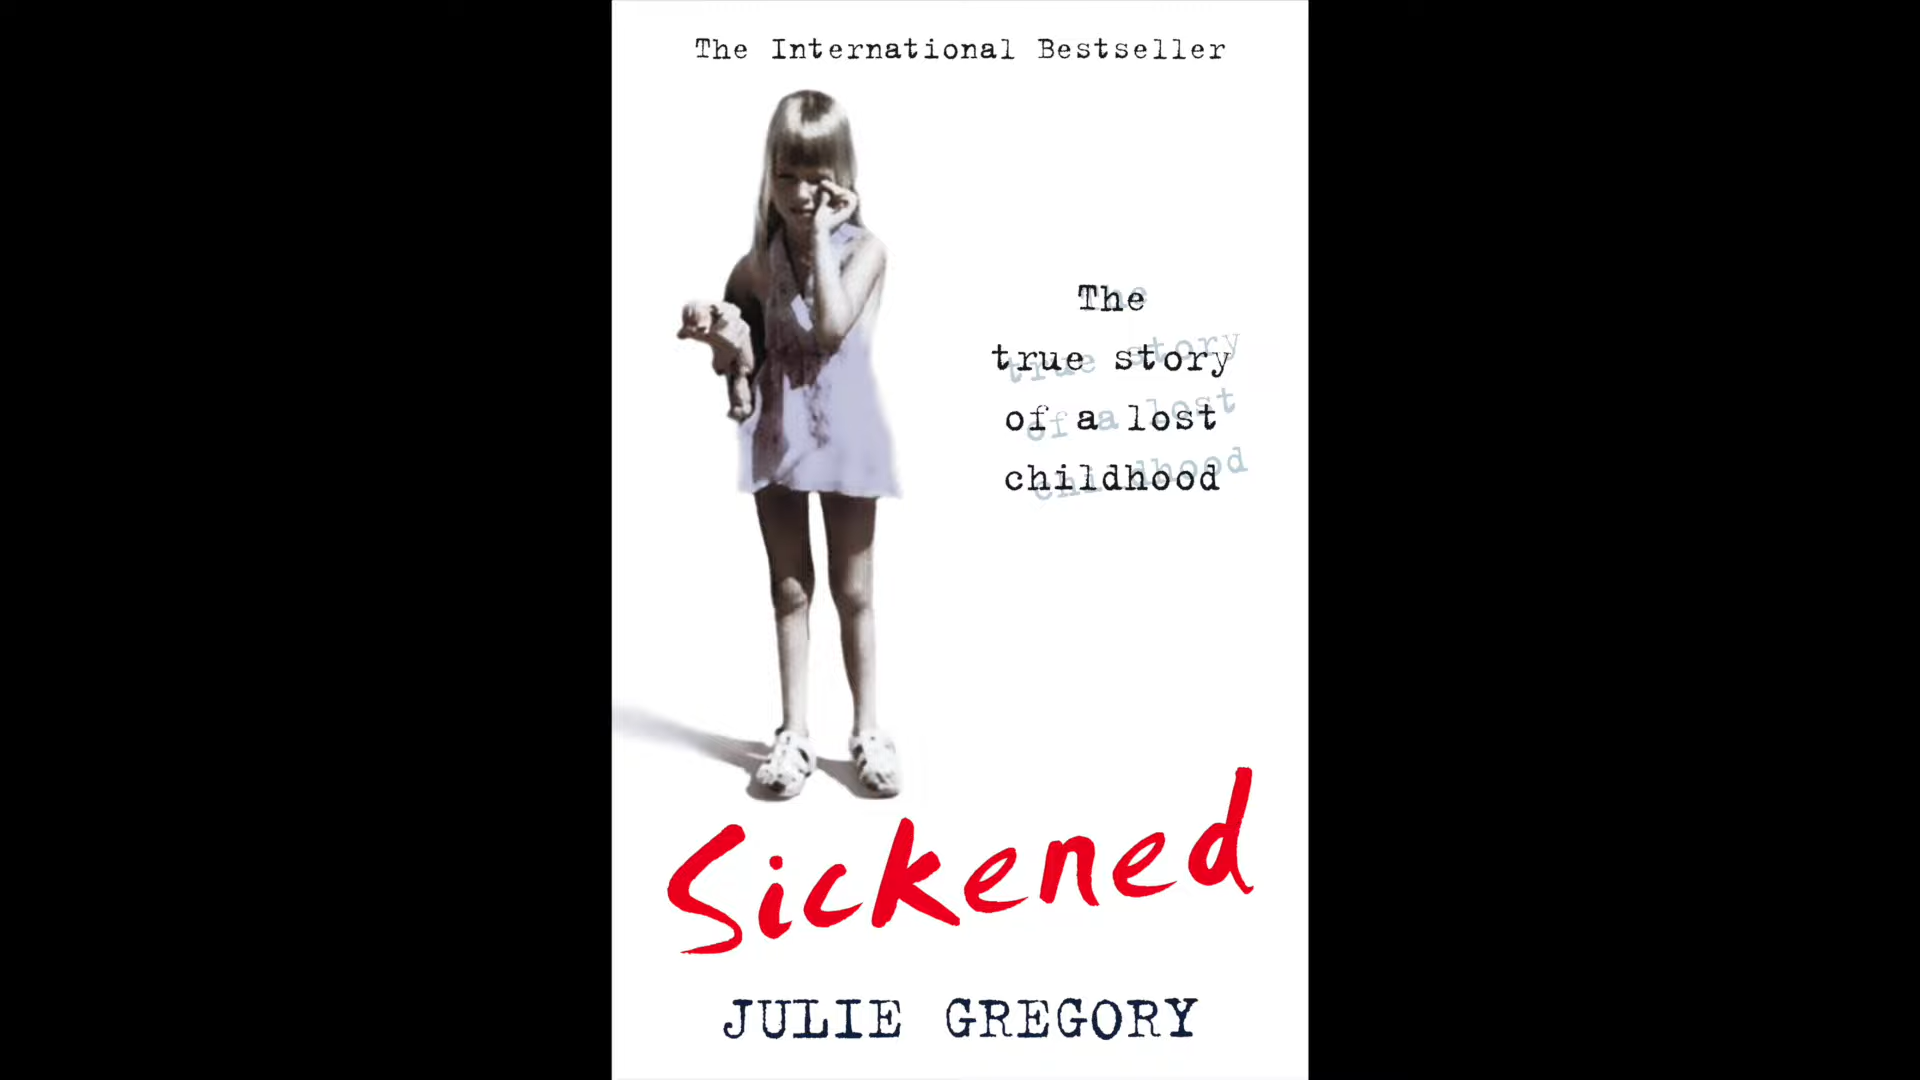 The International Bestseller
The
true story
of a lost
childhood
Sickened
JULIE GREGORY